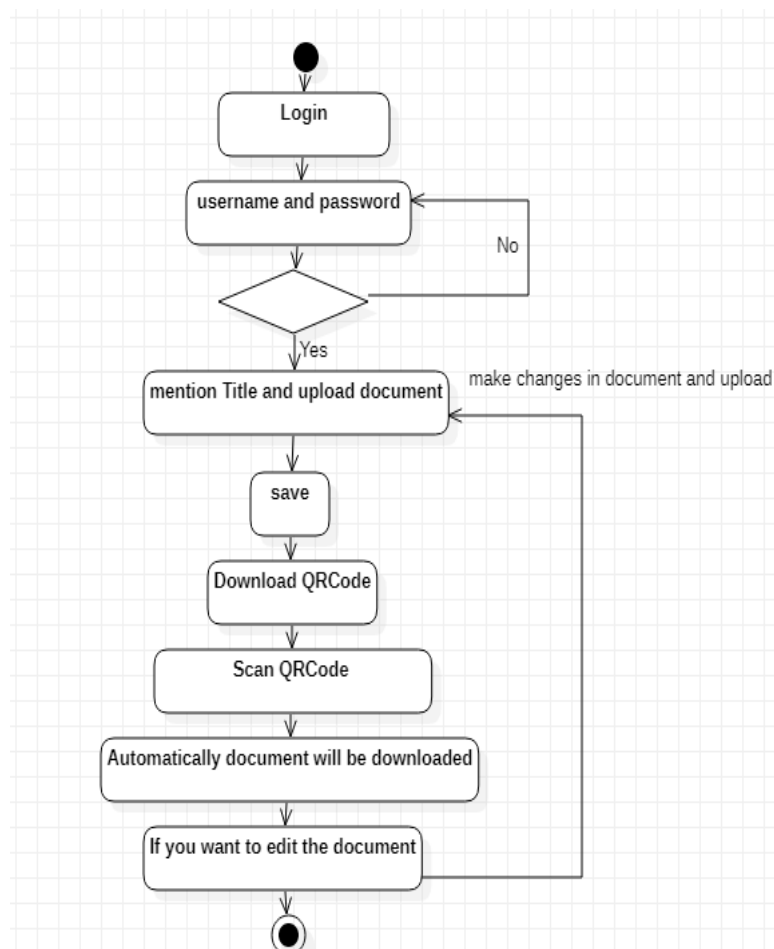 Login
username and password
No
Yes
mention Title and upload document
make changes in document and upload
save
Download QRCode
Scan QRCode
Automatically document will be downloaded
If you want to edit the document